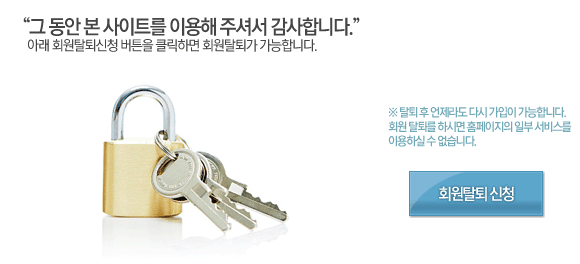 “그 동안 본 사이트를 이용해 주셔서 감사합니다.”
아래 회원탈퇴신청 버튼을 클릭하면 회원탈퇴가 가능합니다.
※ 탈퇴 후 언제라도 다시 가입이 가능합니다.
회원 탈퇴를 하시면 홈페이지의 일부 서비스를
이용하실 수 없습니다.
회원탈퇴 신청